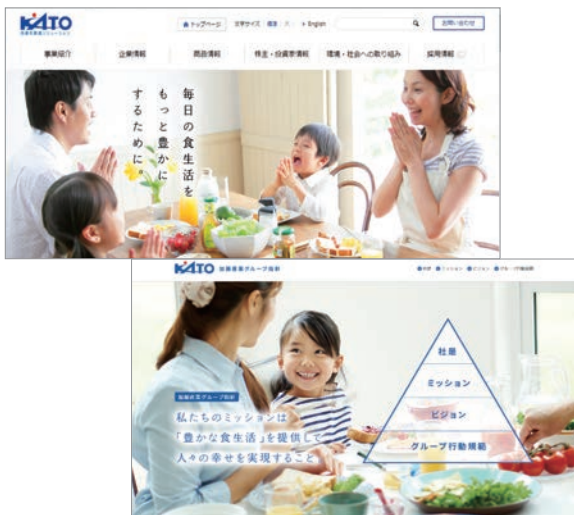 KATO
トップページ
文字サイズ
標準
大
English
お問い合わせ
事業紹介
企業情報
商品情報
株主・投資家情報
環境・社会への取り組み
採用情報
毎日の食生活を
もっと豊かに
するために。
KATO 加藤産業グループ指針
社是
ミッション
ビジョン
グループ行動規範
加藤産業グループ指針
私たちのミッションは
「豊かな食生活」を提供して
人々の幸せを実現すること